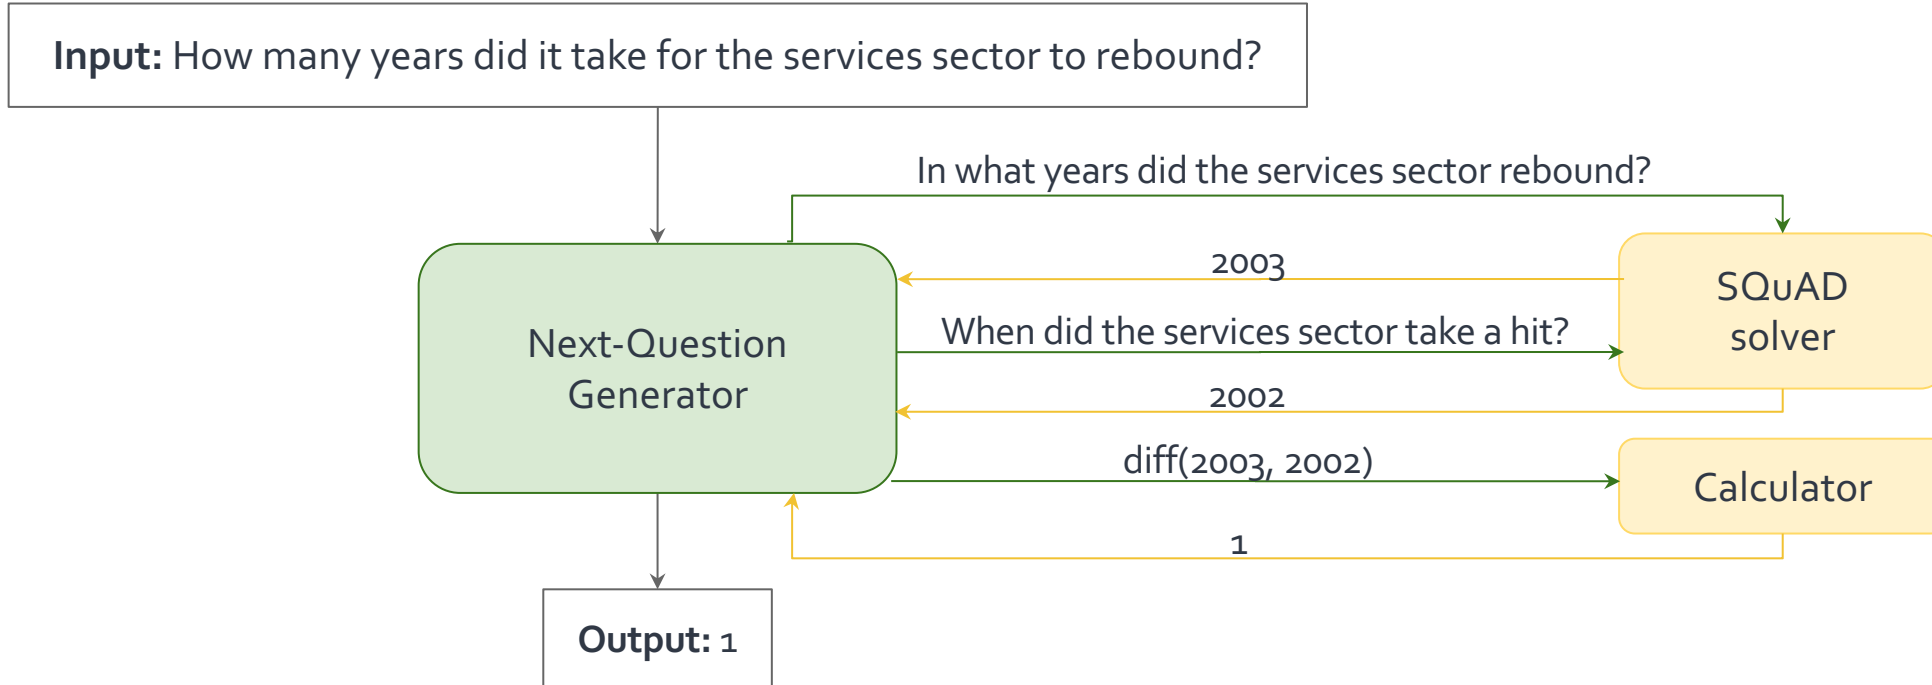 Input: How many years did it take for the services sector to rebound?
In what years did the services sector rebound?
2003
SQuAD
solver
When did the services sector take a hit?
Next-Question
Generator
2002
diff(2003, 2002)
Calculator
1
Output: 1